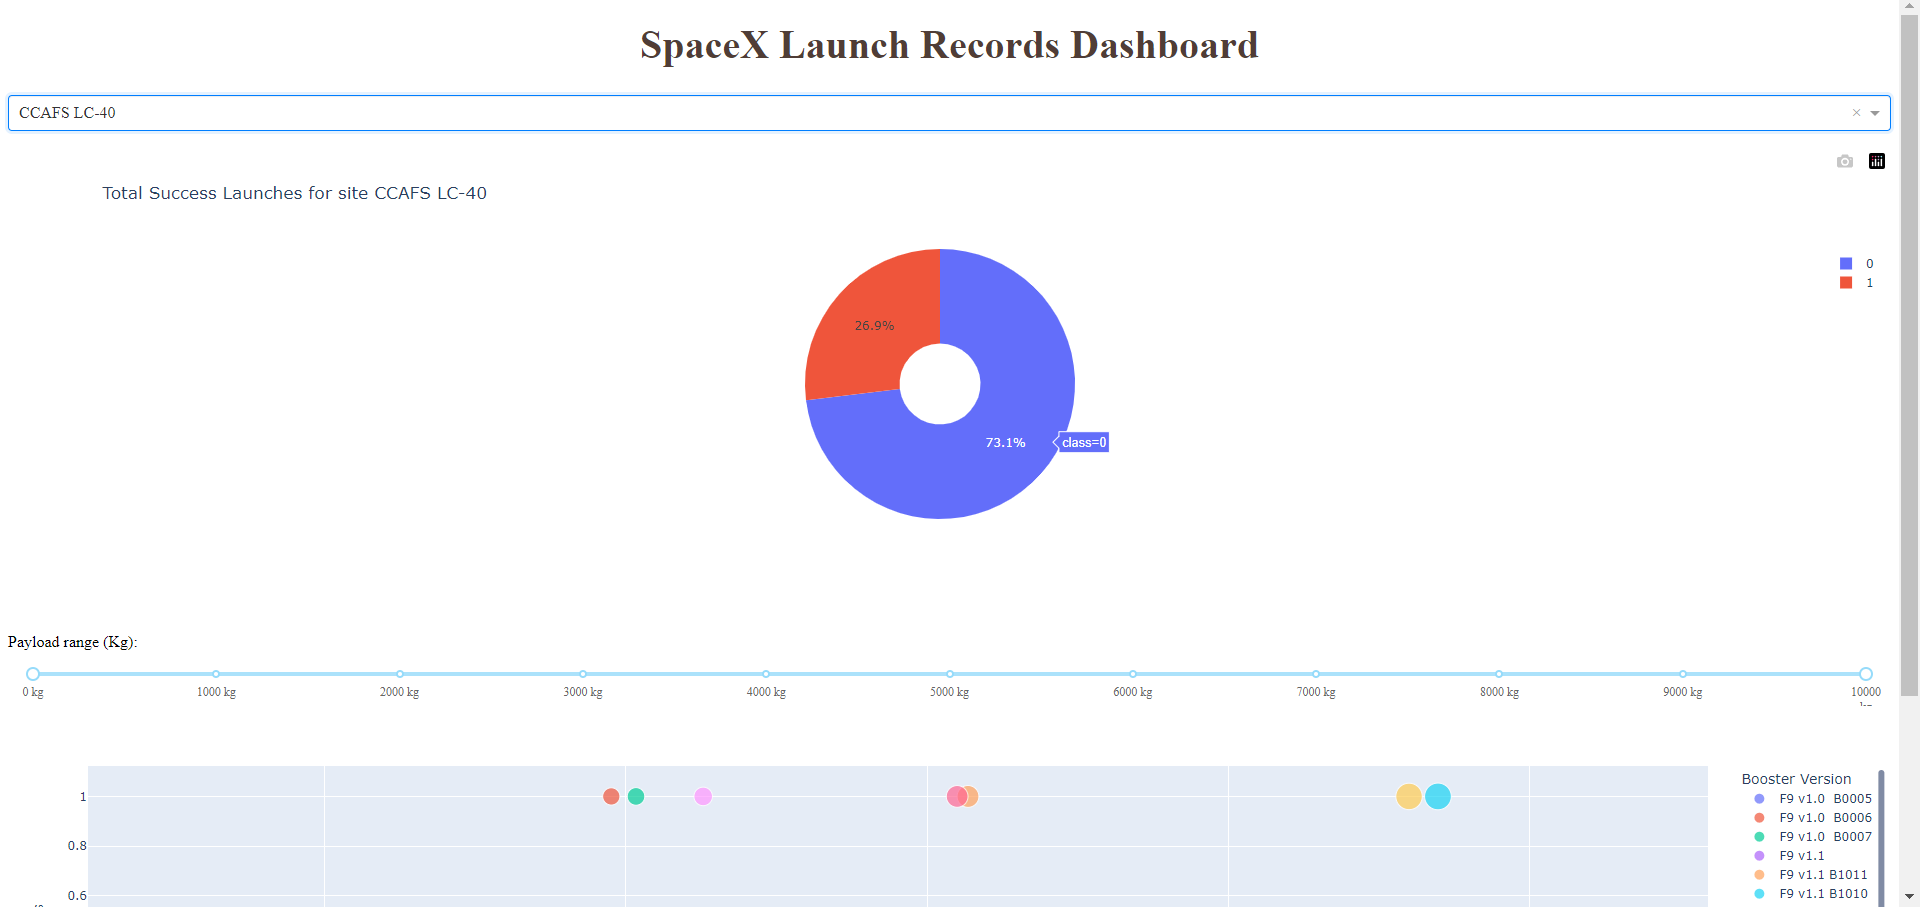 SpaceX Launch Records Dashboard
CCAFS LC-40
Total Success Launches for site CCAFS LC-40
0
1
26.9%
73.1%
class=0
Payload range (Kg):
0 kg 1000 kg 2000 kg 3000 kg 4000 kg 5000 kg 6000 kg 7000 kg 8000 kg 9000 kg 10000
1
0.8
0.6
Booster Version
F9 v1.0 B0005
F9 v1.0 B0006
F9 v1.0 B0007
F9 v1.1
F9 v1.1 B1011
F9 v1.1 B1010